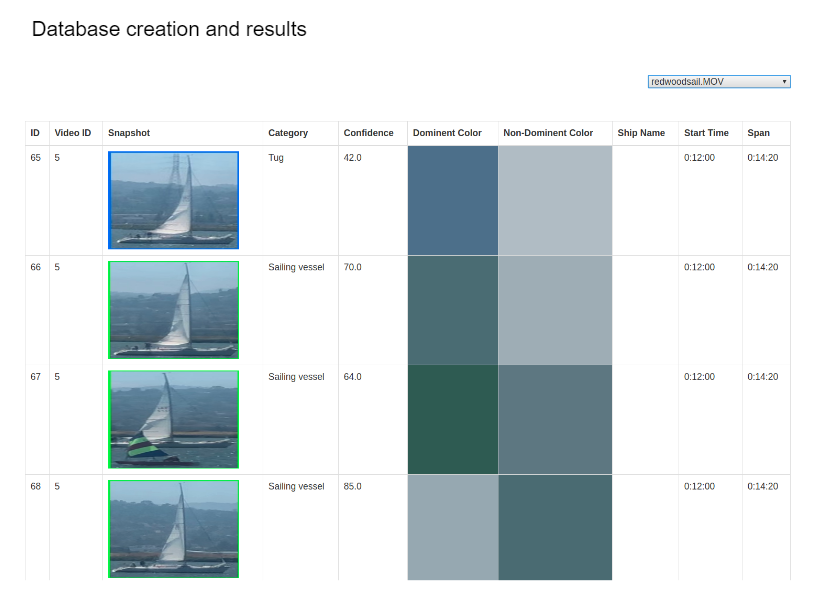 Database creation and results
redwoodsail.MOV
ID Video ID Snapshot Category Confidence Dominent Color Non-Dominent Color Ship Name Start Time Span
65 5 Tug 42.0 0:12:00 0:14:20
66 5 Sailing vessel 70.0 0:12:00 0:14:20
67 5 Sailing vessel 64.0 0:12:00 0:14:20
68 5 Sailing vessel 85.0 0:12:00 0:14:20